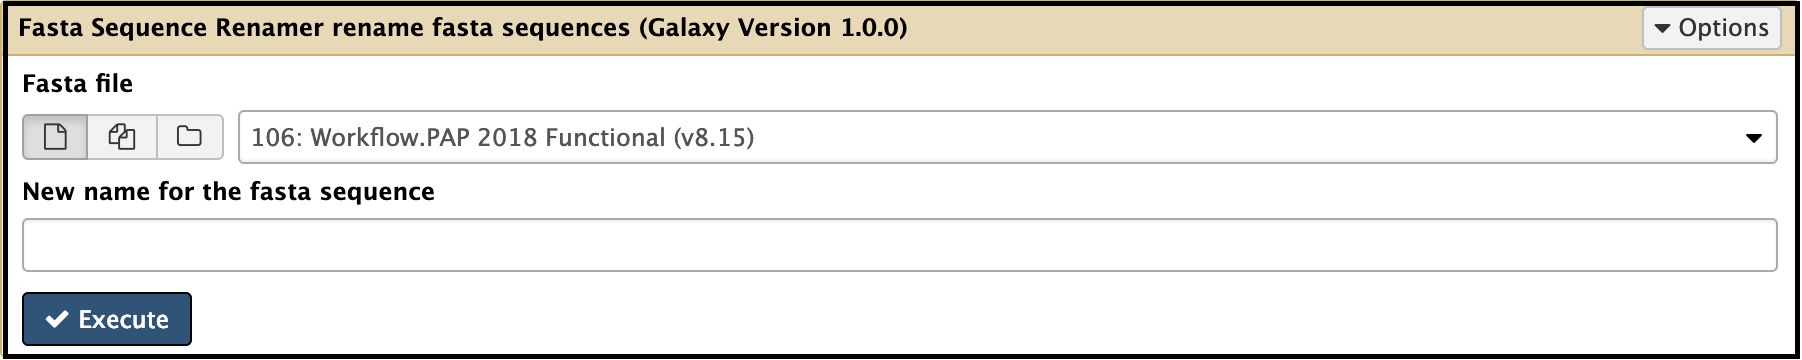 Fasta Sequence Renamer rename fasta sequences (Galaxy Version 1.0.0)
Options
Fasta file
106: Workflow.PAP 2018 Functional (v8.15)
New name for the fasta sequence
Execute